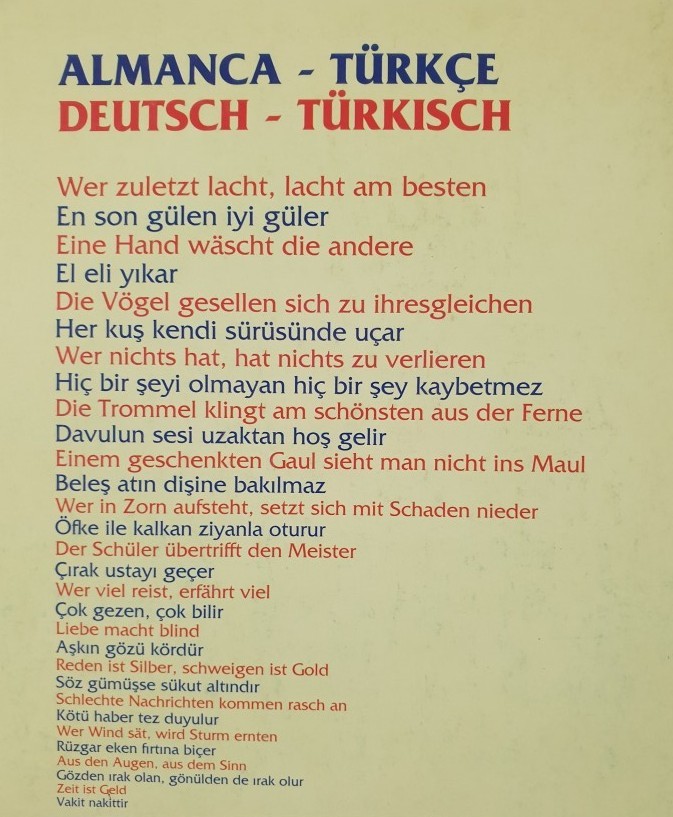 ALMANCA - TÜRKÇE
DEUTSCH - TÜRKISCH
Wer zuletzt lacht, lacht am besten
En son gülen iyi güler
Eine Hand wäscht die andere
El eli yıkar
Die Vögel gesellen sich zu ihresgleichen
Her kuş kendi sürüsünde uçar
Wer nichts hat, hat nichts zu verlieren
Hiç bir şeyi olmayan hiç bir şey kaybetmez
Die Trommel klingt am schönsten aus der Ferne
Davulun sesi uzaktan hoş gelir
Einem geschenkten Gaul sieht man nicht ins Maul
Beleş atın dişine bakılmaz
Wer in Zorn aufsteht, setzt sich mit Schaden nieder
Öfke ile kalkan ziyanla oturur
Der Schüler übertrifft den Meister
Çırak ustayı geçer
Wer viel reist, erfährt viel
Çok gezen, çok bilir
Liebe macht blind
Aşkın gözü kördür
Reden ist Silber, schweigen ist Gold
Söz gümüşse sükut altındır
Schlechte Nachrichten kommen rasch an
Kötü haber tez duyulur
Wer Wind sät, wird Sturm ernten
Rüzgar eken fırtına biçer
Aus den Augen, aus dem Sinn
Gözden ırak olan, gönülden de ırak olur
Zeit ist Geld
Vakit nakittir